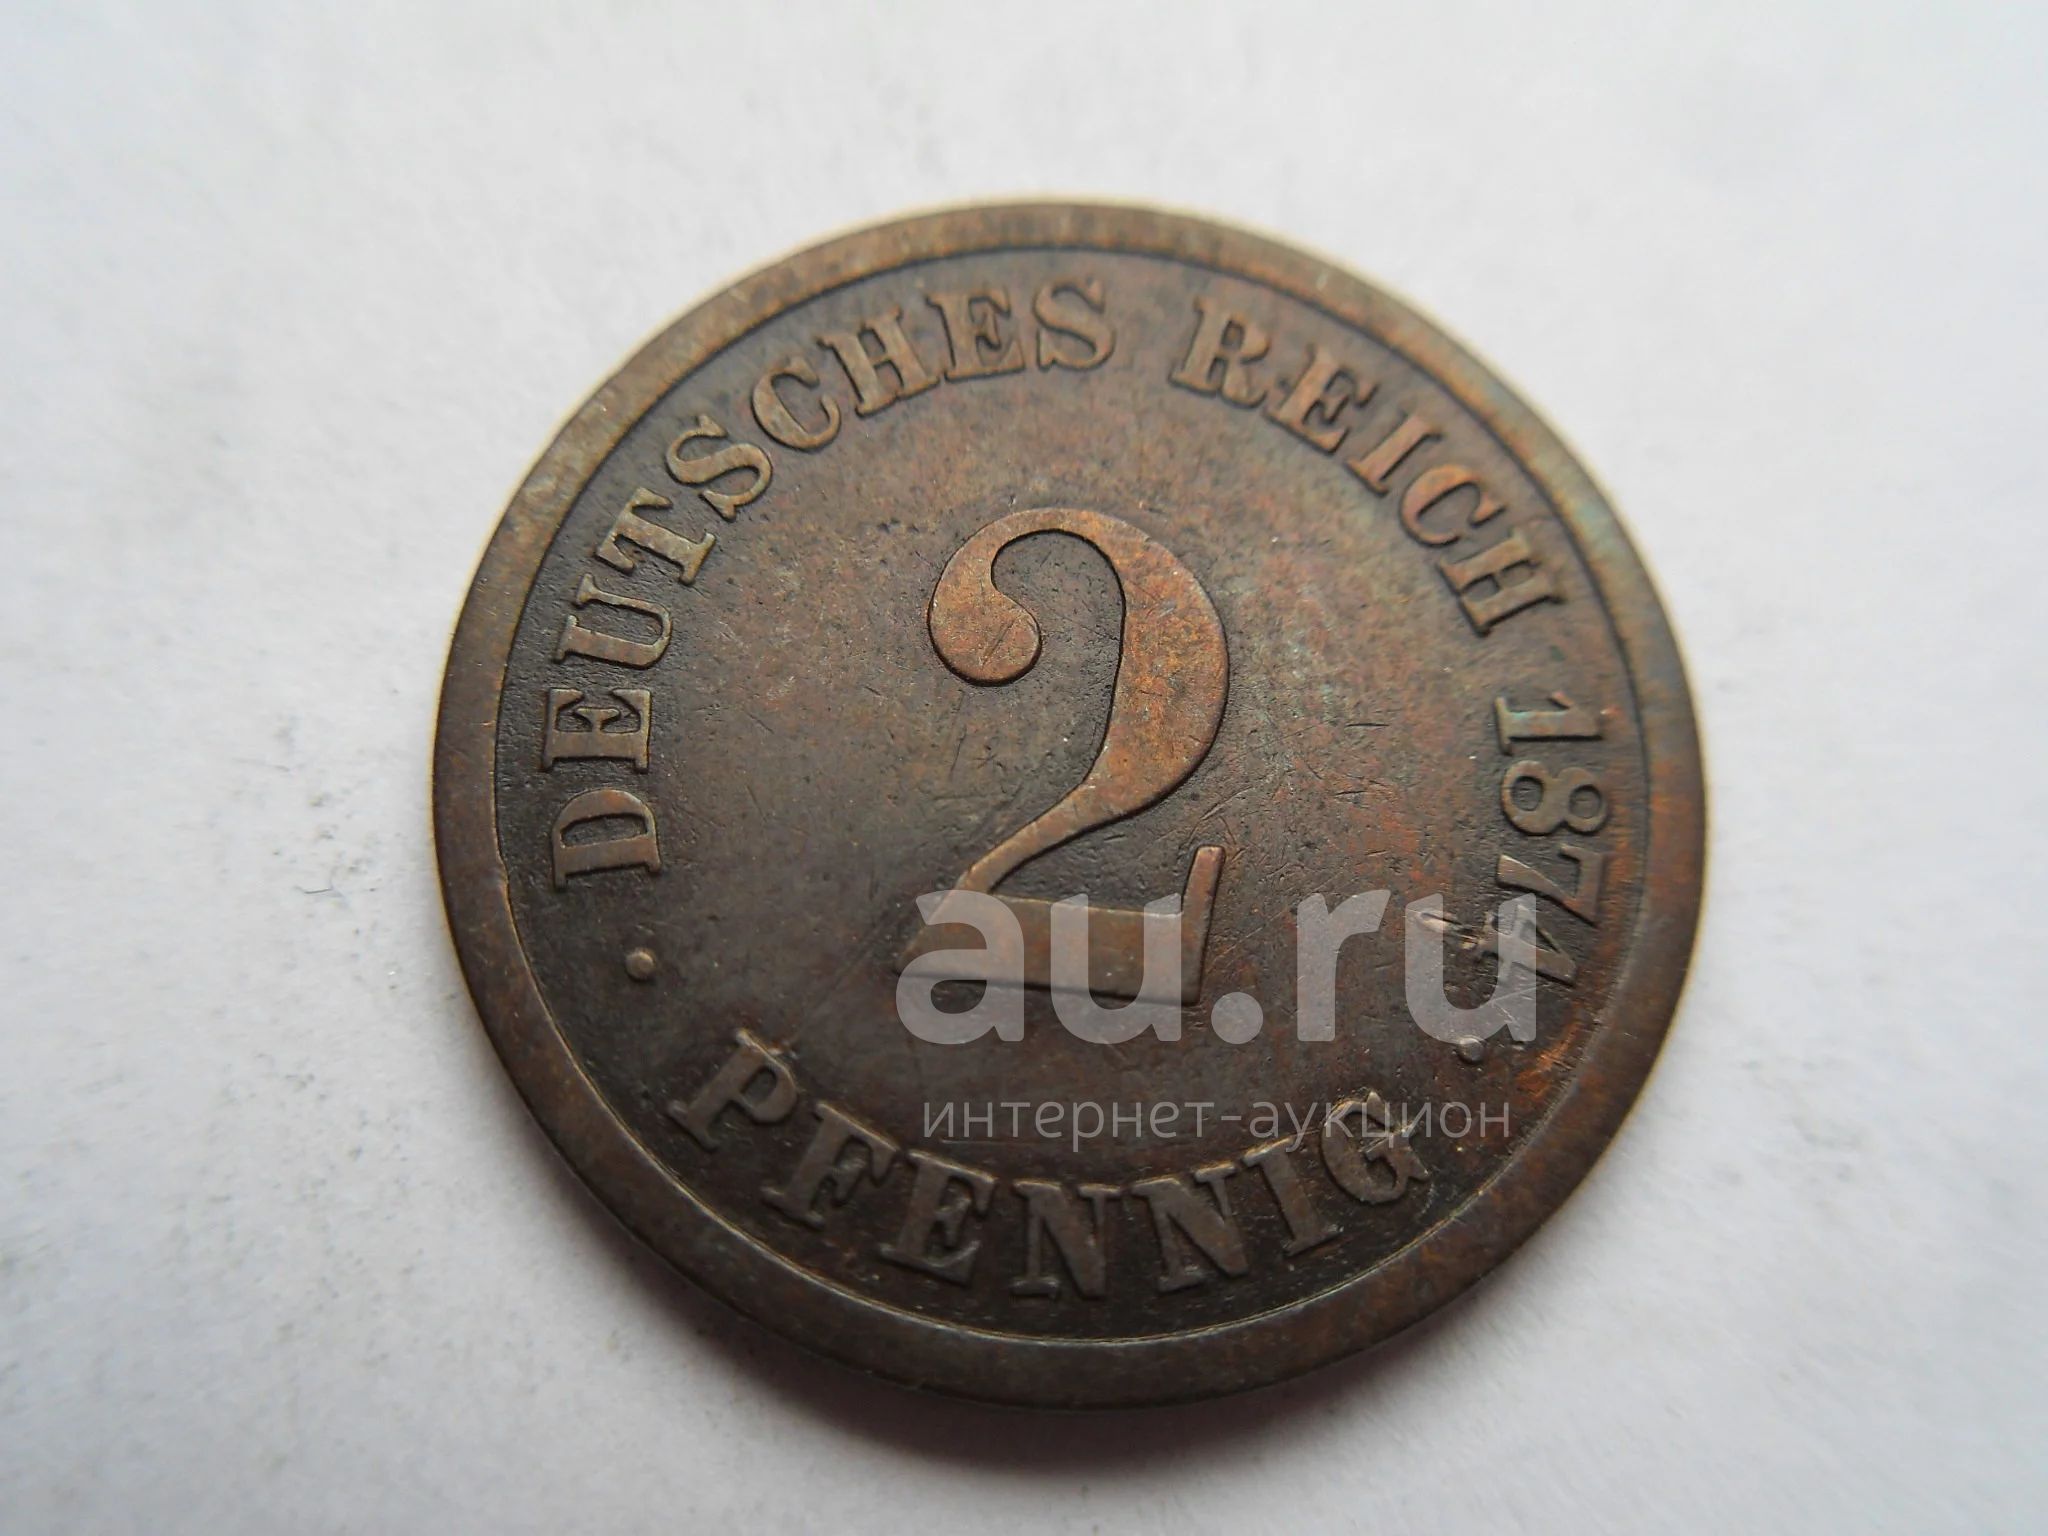 DEUTSCHES REICH 1874
2
PFENNIG
au.ru
интернет-аукцион